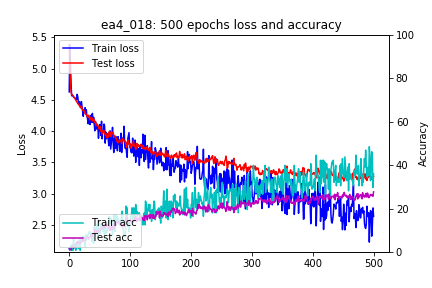 ea4_018: 500 epochs loss and accuracy
Train loss
Test loss
Train acc
Test acc
Loss
5.5
5.0
4.5
4.0
3.5
3.0
2.5
Accuracy
100
80
60
40
20
0
0
100
200
300
400
500